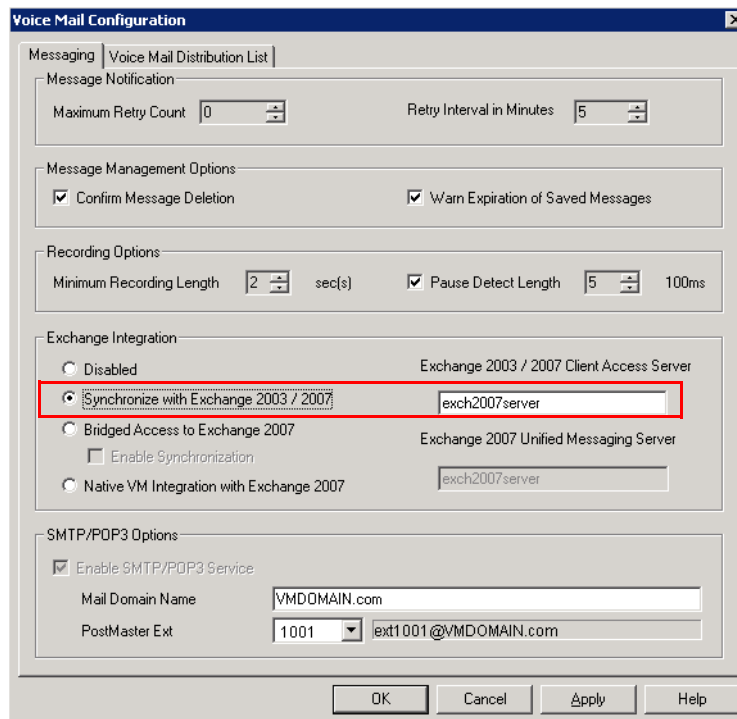 Voice Mail Configuration
Messaging Voice Mail Distribution List
Message Notification
Maximum Retry Count 0 Retry Interval in Minutes 5
Message Management Options
Confirm Message Deletion Warn Expiration of Saved Messages
Recording Options
Minimum Recording Length 2 sec(s) Pause Detect Length 5 100ms
Exchange Integration
Disabled Exchange 2003 / 2007 Client Access Server
Synchronize with Exchange 2003 / 2007 exch2007server
Bridged Access to Exchange 2007 Exchange 2007 Unified Messaging Server
Enable Synchronization
Native VM Integration with Exchange 2007 exch2007server
SMTP/POP3 Options
Enable SMTP/POP3 Service
Mail Domain Name VMDOMAIN.com
PostMaster Ext 1001 ext1001@VMDOMAIN.com
OK Cancel Apply Help